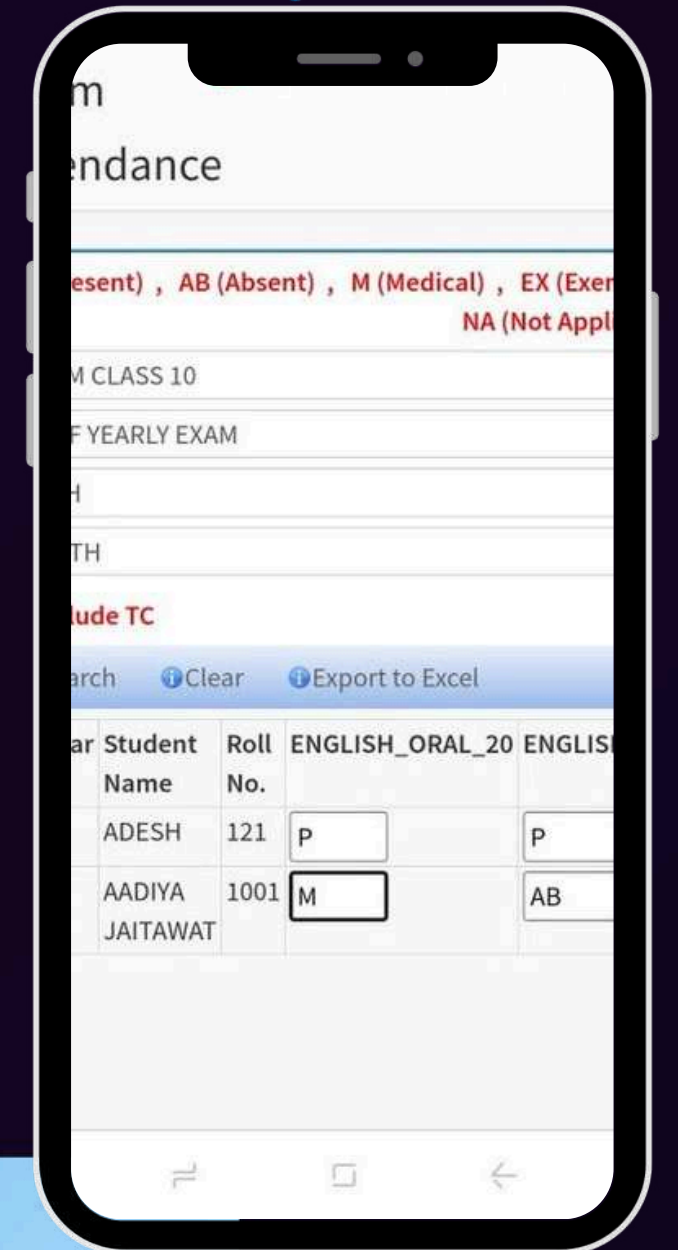 m
endance
esent) , AB (Absent) , M (Medical) , EX (Exer
NA (Not Appli
M CLASS 10
F YEARLY EXAM
H
TH
lude TC
arch Clear Export to Excel
ar Student Name Roll No. ENGLISH_ORAL_20 ENGLIS
ADESH 121 P P
AADIYA JAITAWAT 1001 M AB